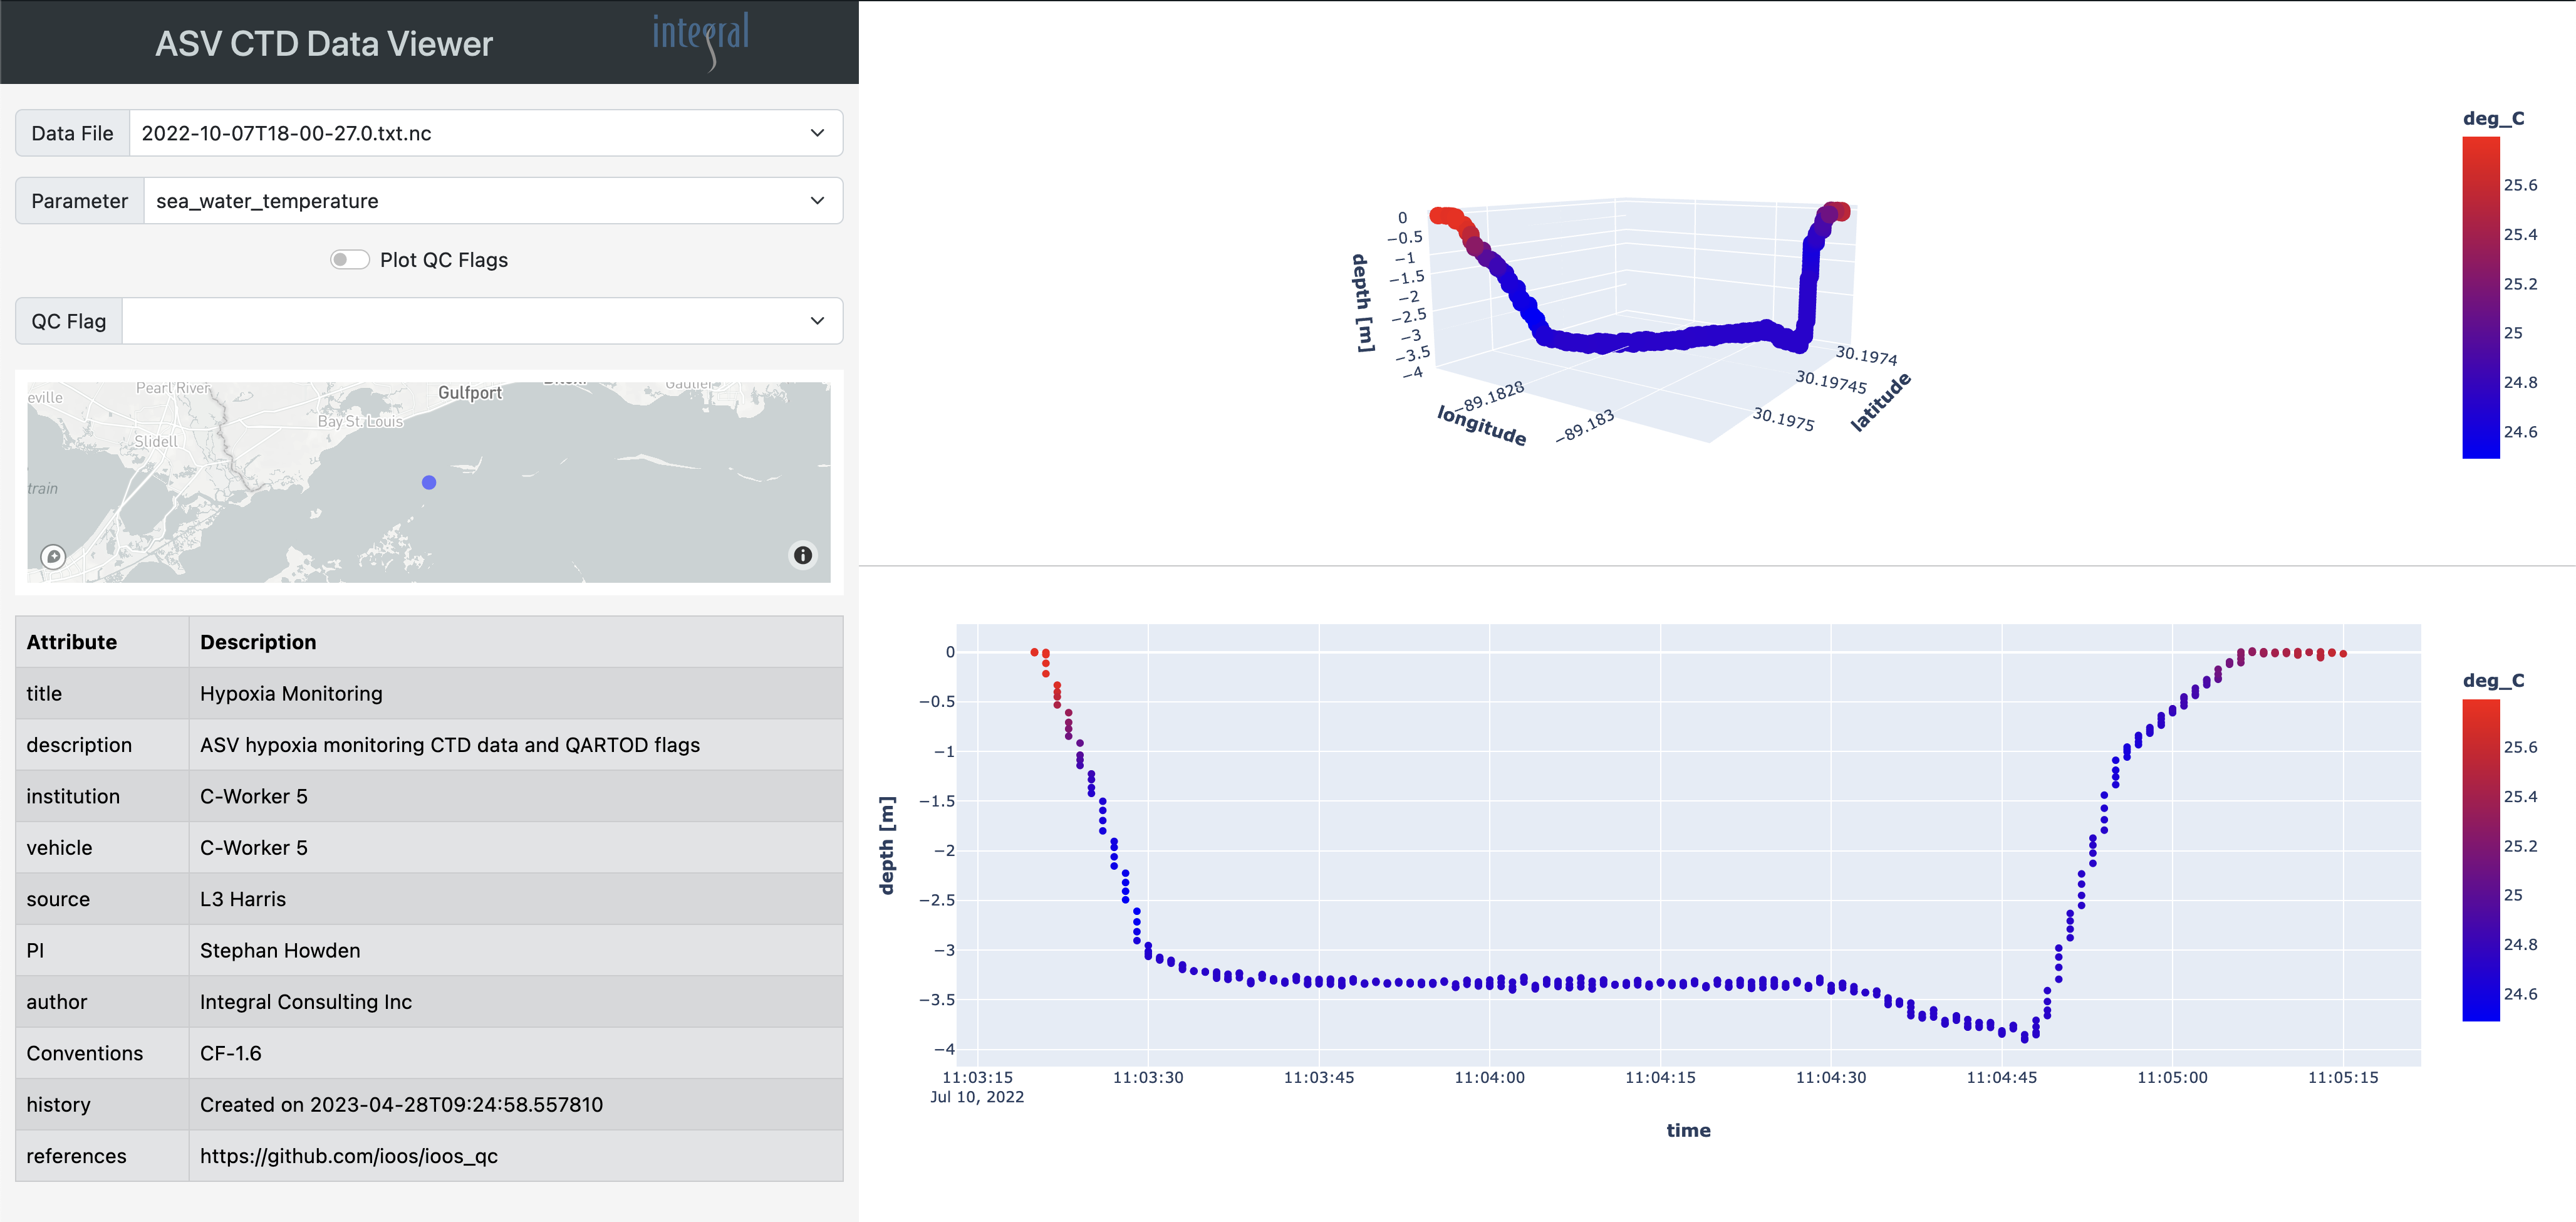 ASV CTD Data Viewer
integral
Data File 2022-10-07T18-00-27.0.txt.nc
Parameter sea_water_temperature
Plot QC Flags
QC Flag
Pearl River
Gulfport
Gautier
eville
Bay St. Louis
Slidell
train
Attribute Description
title Hypoxia Monitoring
description ASV hypoxia monitoring CTD data and QARTOD flags
institution C-Worker 5
vehicle C-Worker 5
source L3 Harris
PI Stephan Howden
author Integral Consulting Inc
Conventions CF-1.6
history Created on 2023-04-28T09:24:58.557810
references https://github.com/ioos/ioos_qc
deg_C
25.6
25.4
25.2
25
24.8
24.6
0
−0.5
−1
−1.5
−2
−2.5
−3
−3.5
−4
depth [m]
−89.1828
−89.183
longitude
30.1974
30.19745
30.1975
latitude
deg_C
25.6
25.4
25.2
25
24.8
24.6
0
−0.5
−1
−1.5
−2
−2.5
−3
−3.5
−4
depth [m]
11:03:15 11:03:30 11:03:45 11:04:00 11:04:15 11:04:30 11:04:45 11:05:00 11:05:15
Jul 10, 2022
time